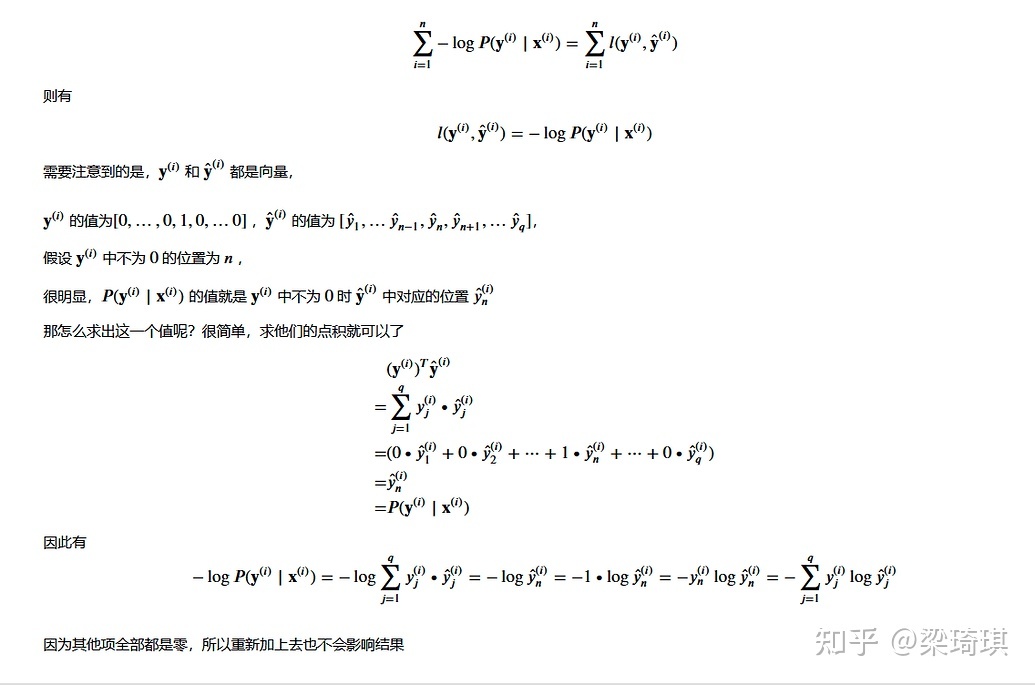 $$\sum_{i=1}^{n} -\log P(\mathbf{y}^{(i)} \mid \mathbf{x}^{(i)}) = \sum_{i=1}^{n} l(\mathbf{y}^{(i)}, \hat{\mathbf{y}}^{(i)})$$
则有
$$l(\mathbf{y}^{(i)}, \hat{\mathbf{y}}^{(i)}) = -\log P(\mathbf{y}^{(i)} \mid \mathbf{x}^{(i)})$$
需要注意到的是，$\mathbf{y}^{(i)}$ 和 $\hat{\mathbf{y}}^{(i)}$ 都是向量，
$\mathbf{y}^{(i)}$ 的值为$[0, \ldots, 0, 1, 0, \ldots 0]$ ，$\hat{\mathbf{y}}^{(i)}$ 的值为 $[\hat{y}_1, \ldots \hat{y}_{n-1}, \hat{y}_n, \hat{y}_{n+1}, \ldots \hat{y}_q]$,
假设 $\mathbf{y}^{(i)}$ 中不为 0 的位置为 $n$ ，
很明显，$P(\mathbf{y}^{(i)} \mid \mathbf{x}^{(i)})$ 的值就是 $\mathbf{y}^{(i)}$ 中不为 0 时 $\hat{\mathbf{y}}^{(i)}$ 中对应的位置 $\hat{y}_n^{(i)}$
那怎么求出这一个值呢？很简单，求他们的点积就可以了
$$(\mathbf{y}^{(i)})^T \hat{\mathbf{y}}^{(i)}$$
$$= \sum_{j=1}^{q} y_j^{(i)} \bullet \hat{y}_j^{(i)}$$
$$= (0 \bullet \hat{y}_1^{(i)} + 0 \bullet \hat{y}_2^{(i)} + \cdots + 1 \bullet \hat{y}_n^{(i)} + \cdots + 0 \bullet \hat{y}_q^{(i)})$$
$$= \hat{y}_n^{(i)}$$
$$= P(\mathbf{y}^{(i)} \mid \mathbf{x}^{(i)})$$
因此有
$$-\log P(\mathbf{y}^{(i)} \mid \mathbf{x}^{(i)}) = -\log \sum_{j=1}^{q} y_j^{(i)} \bullet \hat{y}_j^{(i)} = -\log \hat{y}_n^{(i)} = -1 \bullet \log \hat{y}_n^{(i)} = -y_n^{(i)} \log \hat{y}_n^{(i)} = -\sum_{j=1}^{q} y_j^{(i)} \log \hat{y}_j^{(i)}$$
因为其他项全部都是零，所以重新加上去也不会影响结果
知乎 @梁琦琪